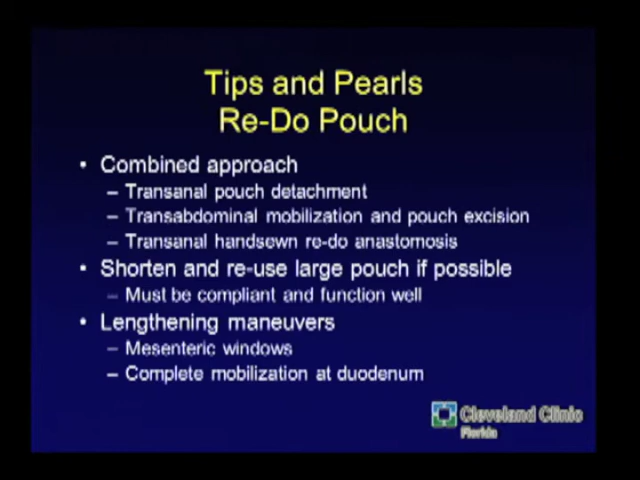 Tips and Pearls
Re-Do Pouch
• Combined approach
– Transanal pouch detachment
– Transabdominal mobilization and pouch excision
– Transanal handsewn re-do anastomosis
• Shorten and re-use large pouch if possible
– Must be compliant and function well
• Lengthening maneuvers
– Mesenteric windows
– Complete mobilization at duodenum
Cleveland Clinic
Florida